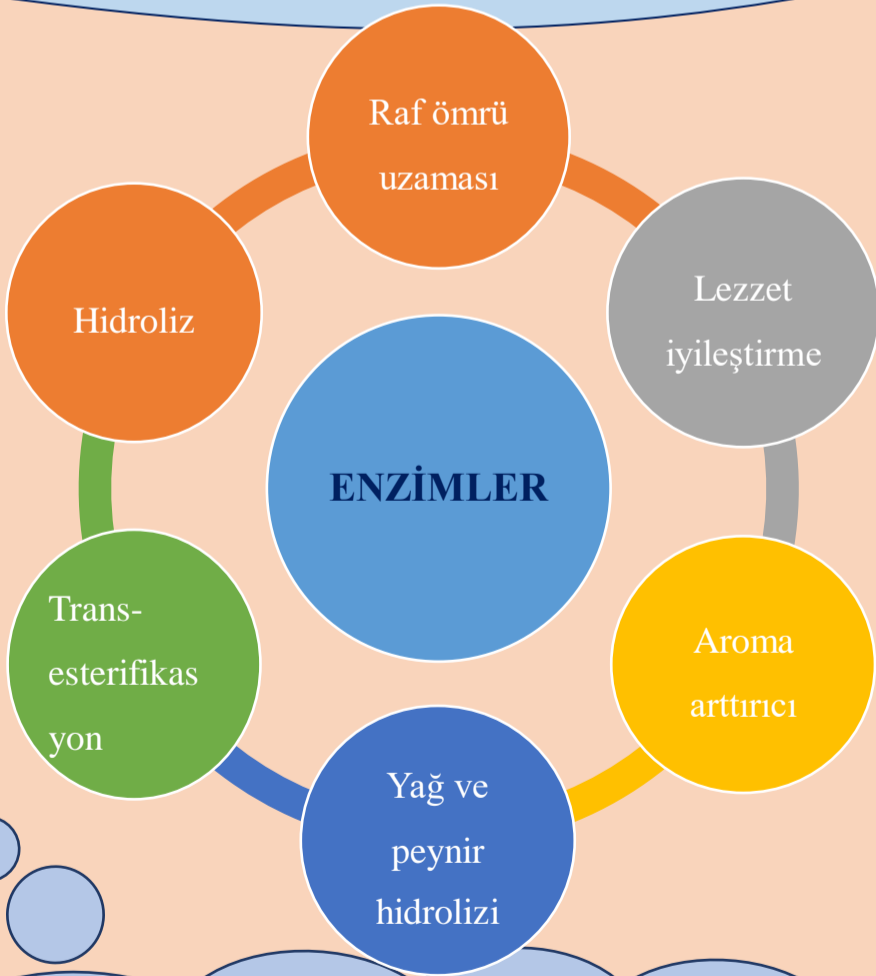 Raf ömrü
uzaması
Lezzet
iyileştirme
Aroma
arttırıcı
Yağ ve
peynir
hidrolizi
Trans-
esterifikas
yon
Hidroliz
ENZİMLER